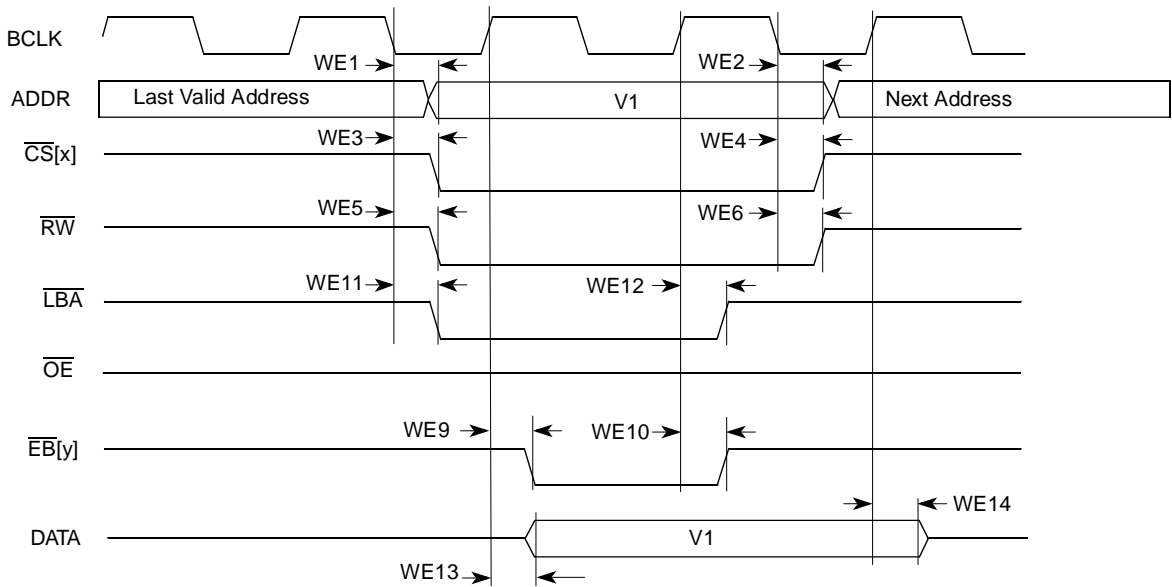 BCLK
WE1
WE2
ADDR
Last Valid Address
V1
Next Address
WE3
WE4
CS[x]
WE5
WE6
RW
WE11
WE12
LBA
OE
WE9
WE10
EB[y]
WE14
DATA
V1
WE13